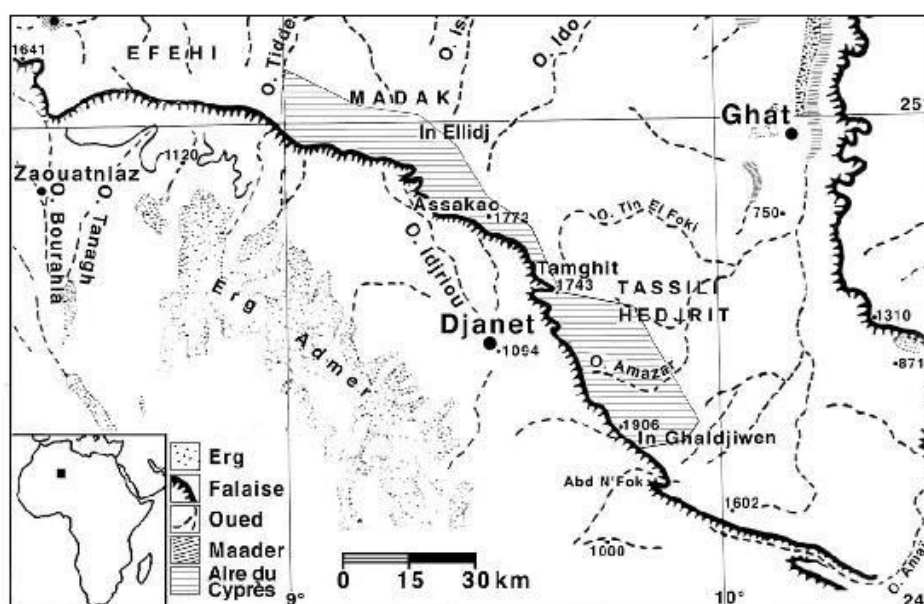 1641
EFEHI
O. Tidde
O. Is
O. Ido
MADAK
In Ellidj
25
Ghat
Zaouatnlaz
1120
O. Bourahla
O. Tanagh
Assakao
1772
O. Tin El Foki
750
O. Idjriou
Tamghit
1743
TASSILI
HEDJRIT
Erg Admer
Djanet
1094
O. Amazar
1310
871
1906
In Ghaldjiwen
Abd N'Fok
1602
1000
O. Ama
Erg
Falaise
Oued
Maader
Aire du
Cyprès
0 15 30 km
9°
10°
24